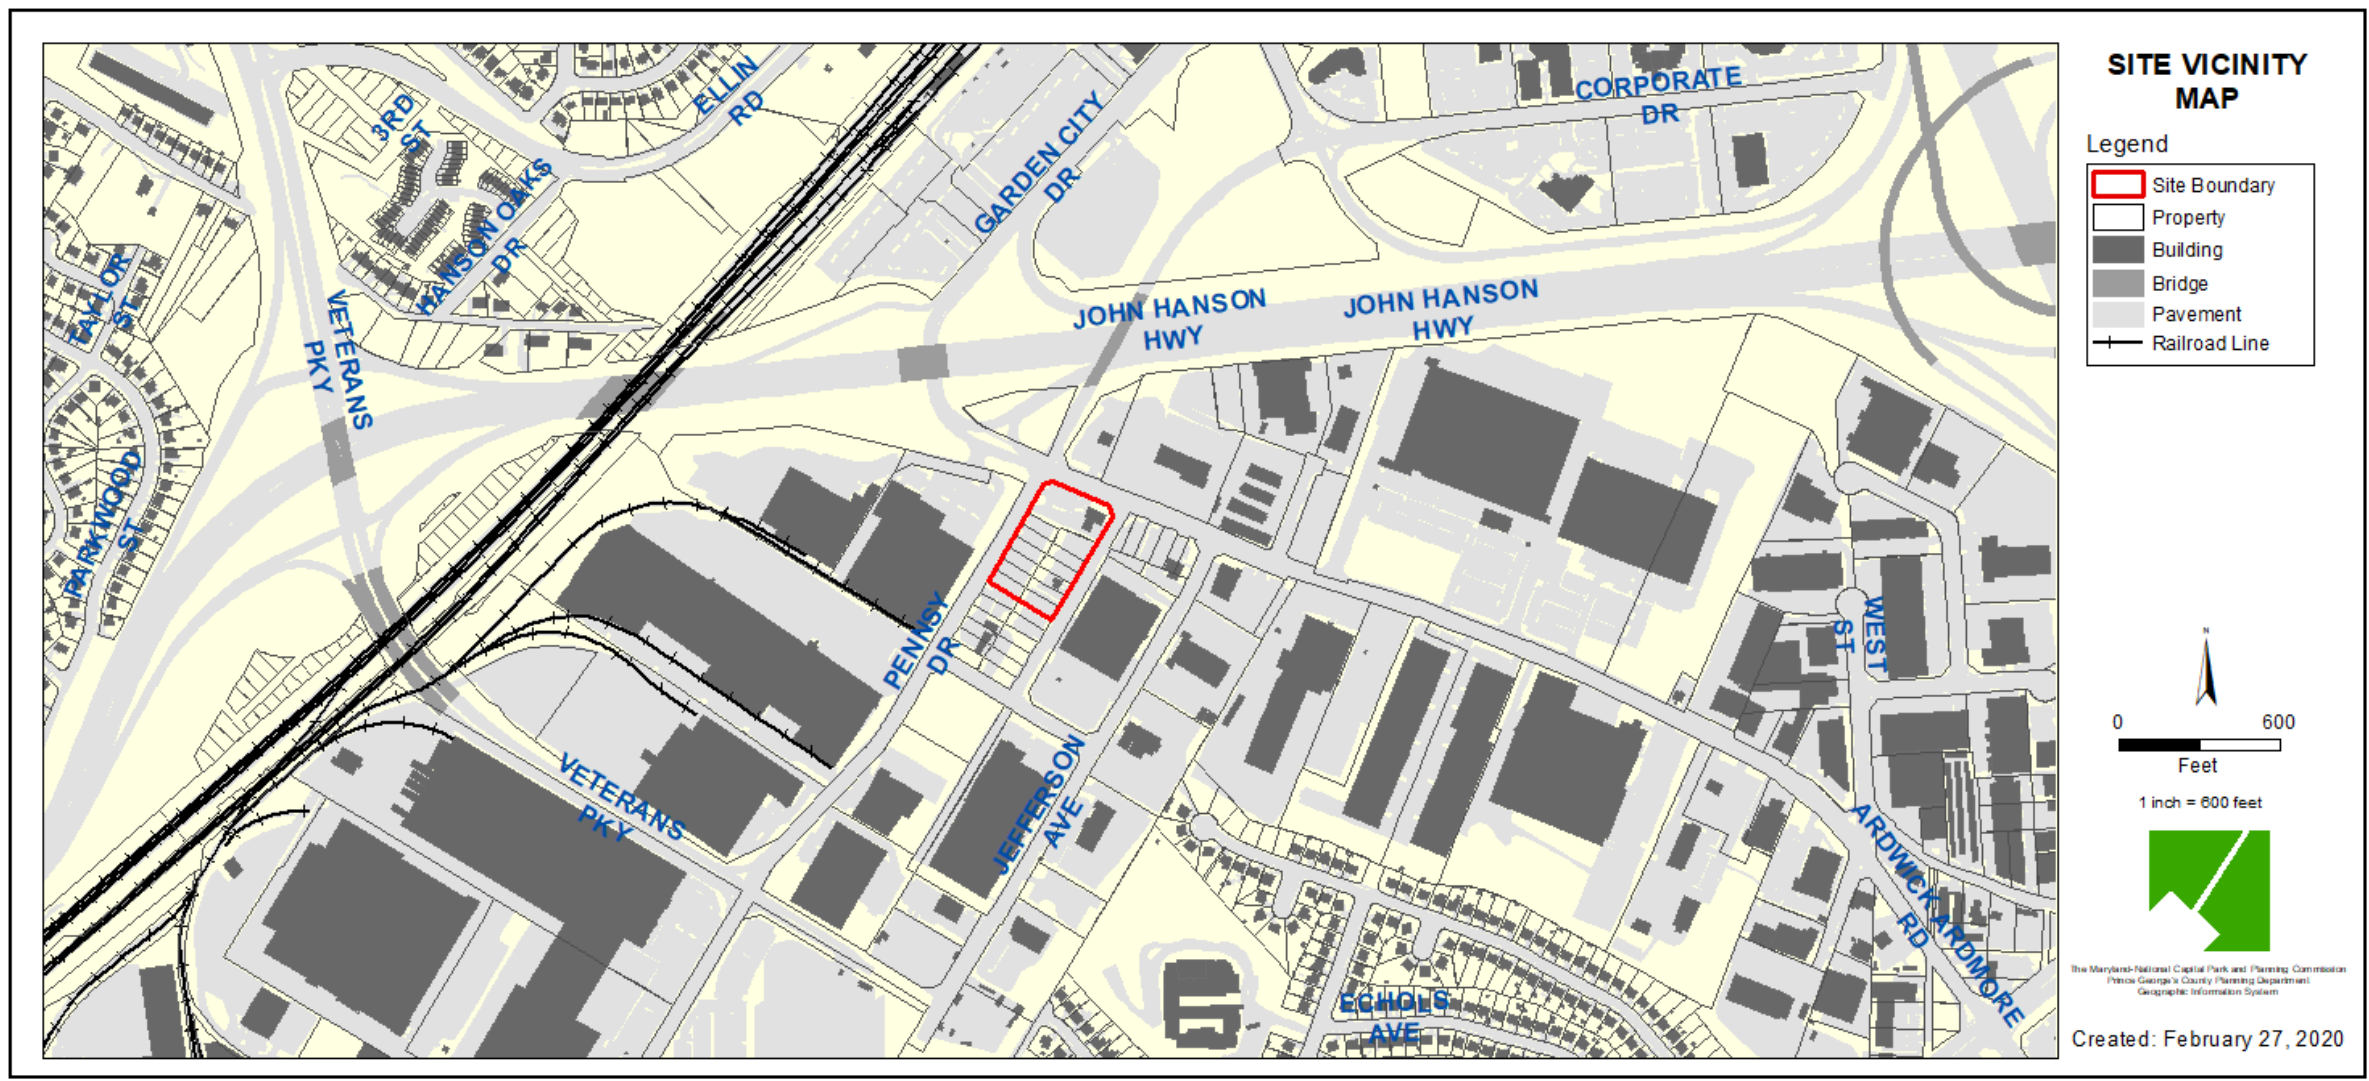 SITE VICINITY
MAP
Legend
Site Boundary
Property
Building
Bridge
Pavement
Railroad Line
N
0 600
Feet
1 inch = 600 feet
The Maryland-National Capital Park and Planning Commission
Prince George's County Planning Department
Geographic Information System
Created: February 27, 2020
3RD
ST
ELLIN
RD
HANSON OAKS
DR
GARDEN CITY
DR
CORPORATE
DR
TAYLOR
ST
VETERANS
PKY
JOHN HANSON
HWY
JOHN HANSON
HWY
PARKWOOD
ST
PENNSY
DR
WEST
ST
VETERANS
PKY
JEFFERSON
AVE
ARDWICK ARDMORE
RD
ECHOLS
AVE